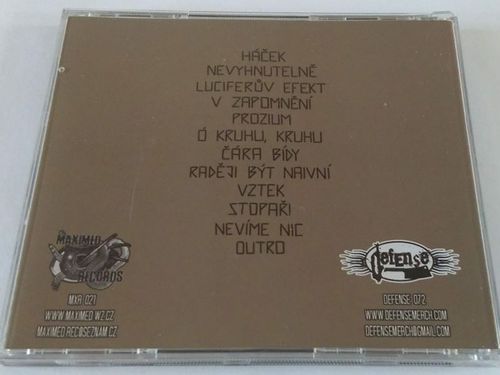 HÁČEK
NEVYHNUTELNĚ
LUCIFERŮV EFEKT
V ZAPOMNĚNÍ
PROZIUM
Ó KRUHU, KRUHU
ČÁRA BÍDY
RADĚJI BÝT NAIVNÍ
VZTEK
STOPAŘI
NEVÍME NIC
OUTRO
MAXIMED
RECORDS
MXR 021
WWW.MAXIMED.WZ.CZ
MAXIMED.REC@SEZNAM.CZ
Defense
DEFENSE 072
WWW.DEFENSEMERCH.COM
DEFENSEMERCH@GMAIL.COM